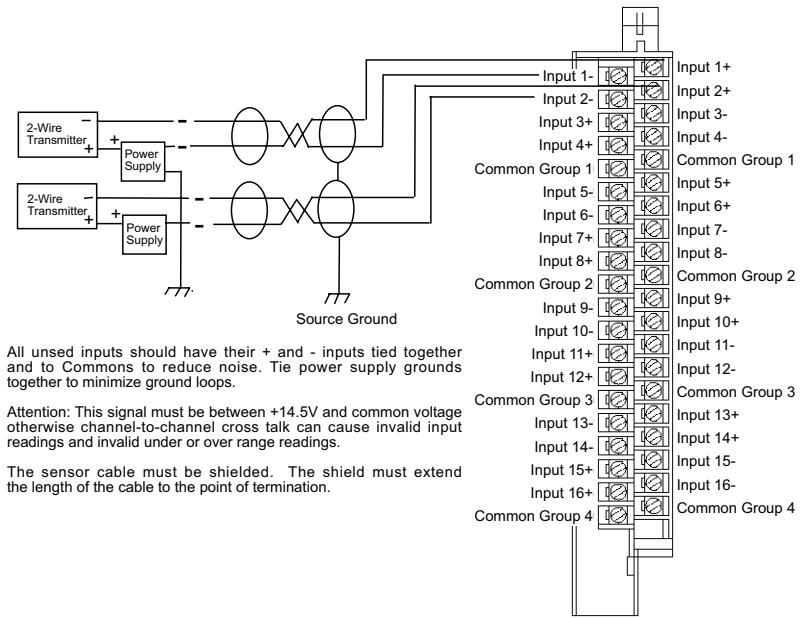 2-Wire
Transmitter
−
+
+
Power
Supply
-
-
2-Wire
Transmitter
−
+
+
Power
Supply
-
-
Source Ground
All unsed inputs should have their + and - inputs tied together
and to Commons to reduce noise. Tie power supply grounds
together to minimize ground loops.
Attention: This signal must be between +14.5V and common voltage
otherwise channel-to-channel cross talk can cause invalid input
readings and invalid under or over range readings.
The sensor cable must be shielded. The shield must extend
the length of the cable to the point of termination.
Input 1-
Input 2-
Input 3+
Input 4+
Common Group 1
Input 5-
Input 6-
Input 7+
Input 8+
Common Group 2
Input 9-
Input 10-
Input 11+
Input 12+
Common Group 3
Input 13-
Input 14-
Input 15+
Input 16+
Common Group 4
Input 1+
Input 2+
Input 3-
Input 4-
Common Group 1
Input 5+
Input 6+
Input 7-
Input 8-
Common Group 2
Input 9+
Input 10+
Input 11-
Input 12-
Common Group 3
Input 13+
Input 14+
Input 15-
Input 16-
Common Group 4